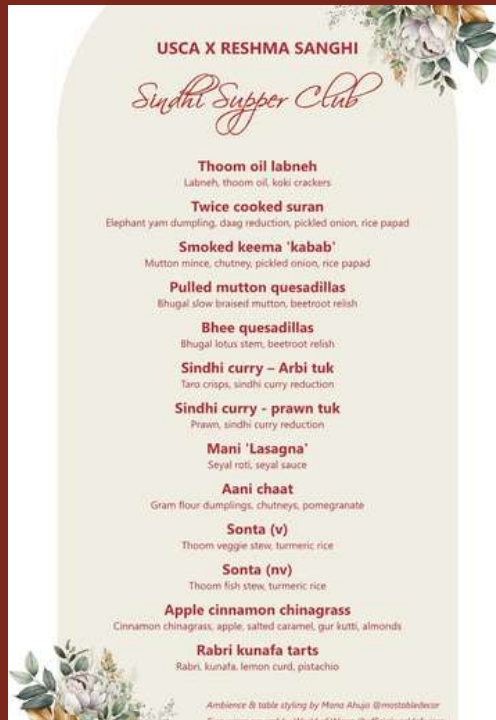 USCA X RESHMA SANGHI
Sindhi Supper Club
Thoom oil labneh
Labneh, thoom oil, koki crackers
Twice cooked suran
Elephant yam dumpling, daag reduction, pickled onion, rice papad
Smoked keema 'kabab'
Mutton mince, chutney, pickled onion, rice papad
Pulled mutton quesadillas
Bhugal slow braised mutton, beetroot relish
Bhee quesadillas
Bhugal lotus stem, beetroot relish
Sindhi curry – Arbi tuk
Taro crisps, sindhi curry reduction
Sindhi curry - prawn tuk
Prawn, sindhi curry reduction
Mani 'Lasagna'
Seyal roti, seyal sauce
Aani chaat
Gram flour dumplings, chutneys, pomegranate
Sonta (v)
Thoom veggie stew, turmeric rice
Sonta (nv)
Thoom fish stew, turmeric rice
Apple cinnamon chinagrass
Cinnamon chinagrass, apple, salted caramel, gur kutti, almonds
Rabri kunafa tarts
Rabri, kunafa, lemon curd, pistachio
Ambience & table styling by Mana Ahuja @mastabledecor